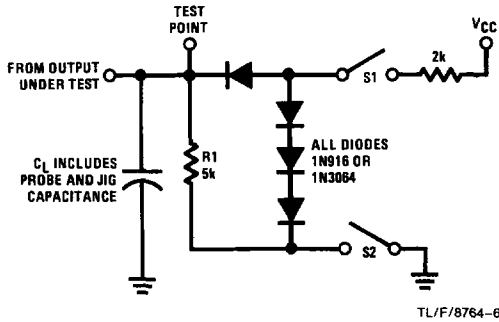 TEST
POINT
VCC
FROM OUTPUT
UNDER TEST
S1
2k
CL INCLUDES
PROBE AND JIG
CAPACITANCE
R1
5k
ALL DIODES
1N916 OR
1N3064
S2
TL/F/8764-6